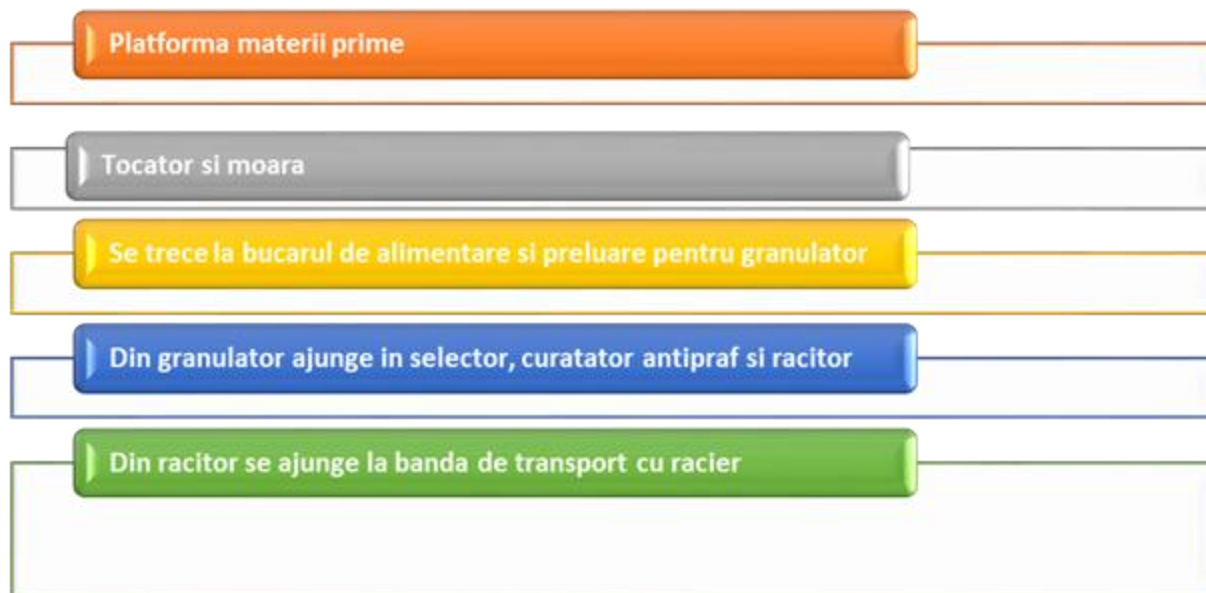 Platforma materii prime
Tocator si moara
Se trece la bucarul de alimentare si preluare pentru granulator
Din granulator ajunge in selector, curatator antipraf si racitor
Din racitor se ajunge la banda de transport cu racier